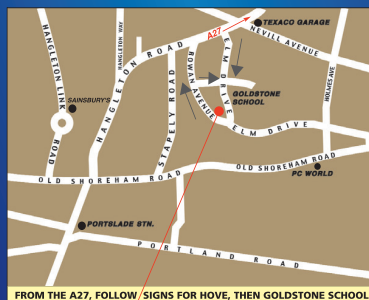 TEXACO GARAGE
A27
NEVILL AVENUE
HANGLETON WAY
HANGLETON LINK
ROAD
HANGLETON ROAD
ELM DRIVE
ROWAN AVENUE
HOLMES AVE
SAINSBURY'S
GOLDSTONE
SCHOOL
STAPELY ROAD
ELM DRIVE
OLD SHOREHAM ROAD
OLD SHOREHAM ROAD
PC WORLD
PORTSLADE STN.
PORTLAND ROAD
FROM THE A27, FOLLOW SIGNS FOR HOVE, THEN GOLDSTONE SCHOOL